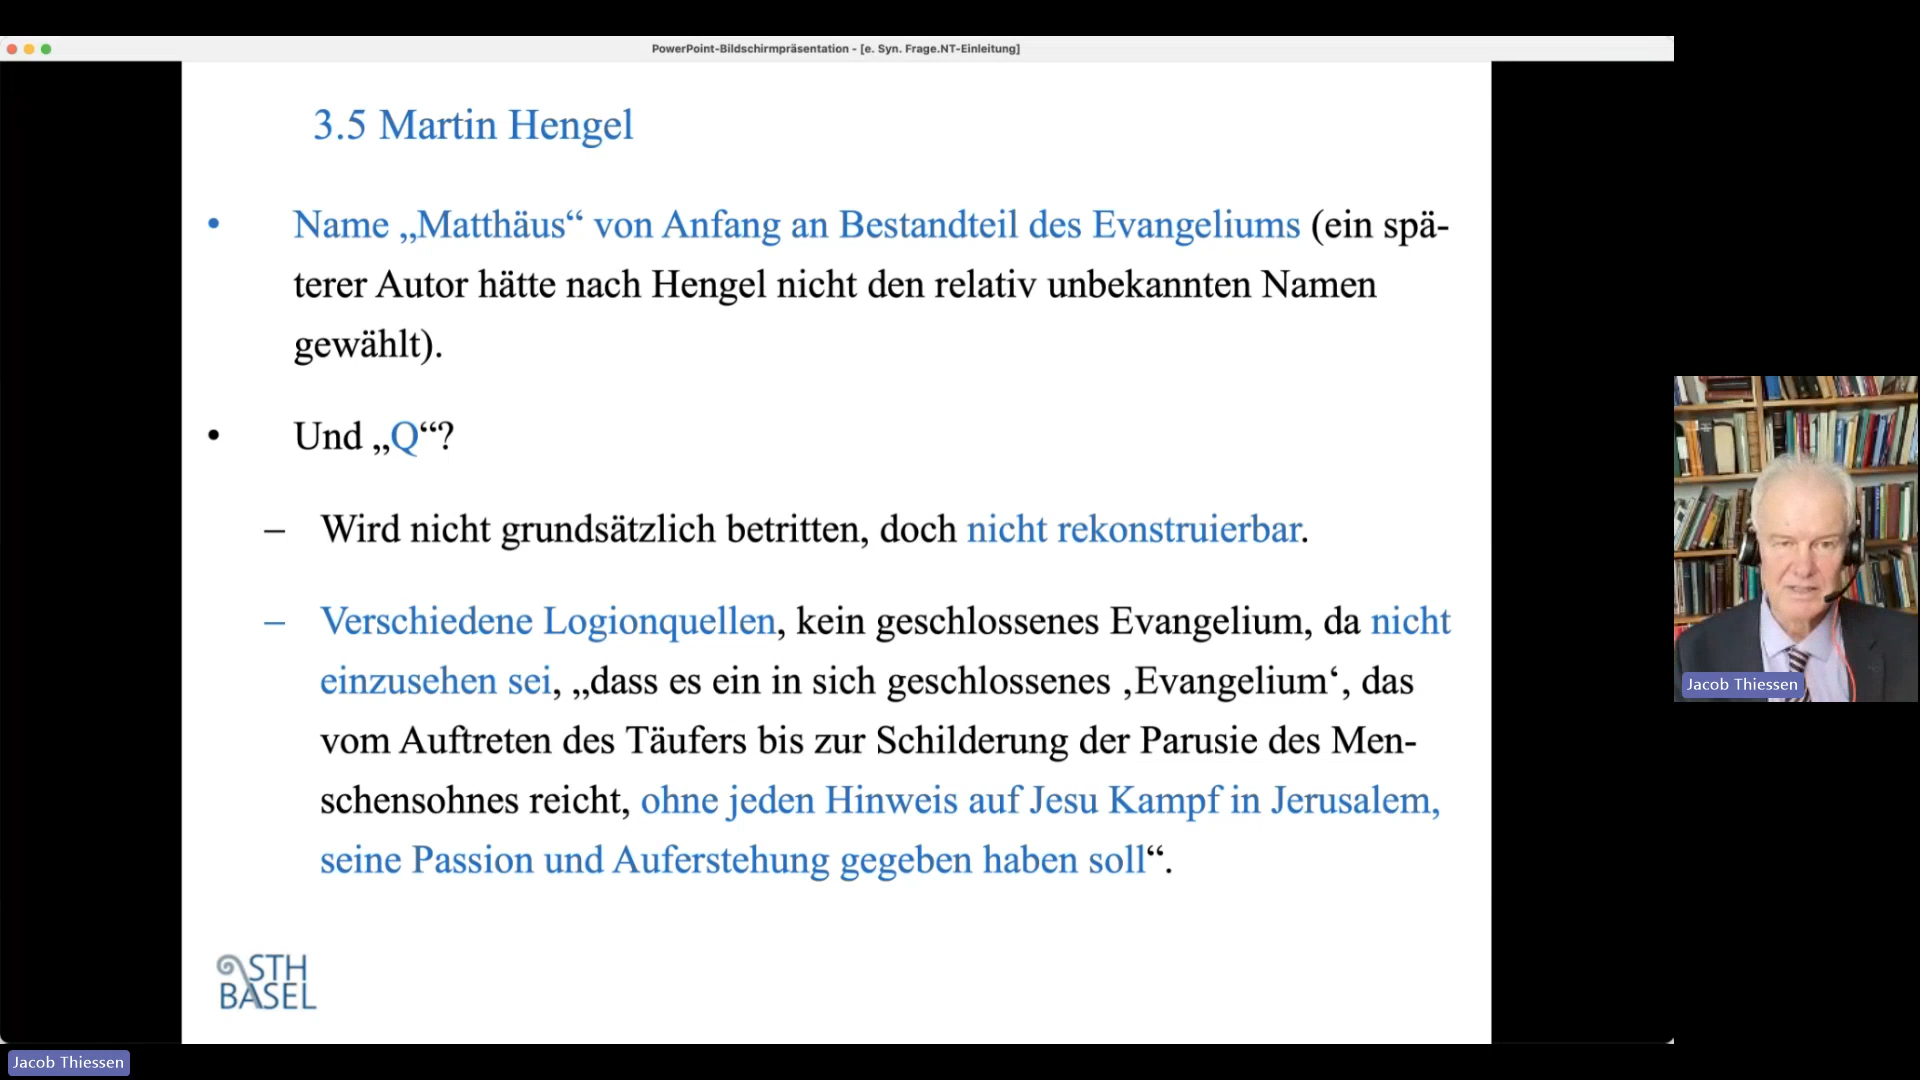 PowerPoint-Bildschirmpräsentation - [e. Syn. Frage.NT-Einleitung]
3.5 Martin Hengel
• Name „Matthäus“ von Anfang an Bestandteil des Evangeliums (ein spä-
terer Autor hätte nach Hengel nicht den relativ unbekannten Namen
gewählt).
• Und „Q“?
– Wird nicht grundsätzlich betritten, doch nicht rekonstruierbar.
– Verschiedene Logionquellen, kein geschlossenes Evangelium, da nicht
einzusehen sei, „dass es ein in sich geschlossenes ‚Evangelium‘, das
vom Auftreten des Täufers bis zur Schilderung der Parusie des Men-
schensohnes reicht, ohne jeden Hinweis auf Jesu Kampf in Jerusalem,
seine Passion und Auferstehung gegeben haben soll“.
STH
BASEL
Jacob Thiessen
Jacob Thiessen